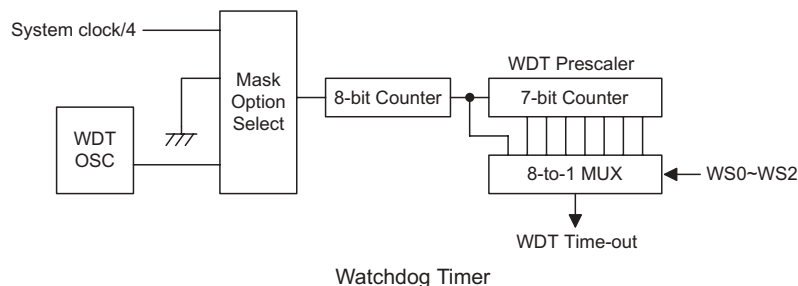 System clock/4
Mask
Option
Select
WDT
OSC
8-bit Counter
WDT Prescaler
7-bit Counter
8-to-1 MUX
WS0~WS2
WDT Time-out
Watchdog Timer